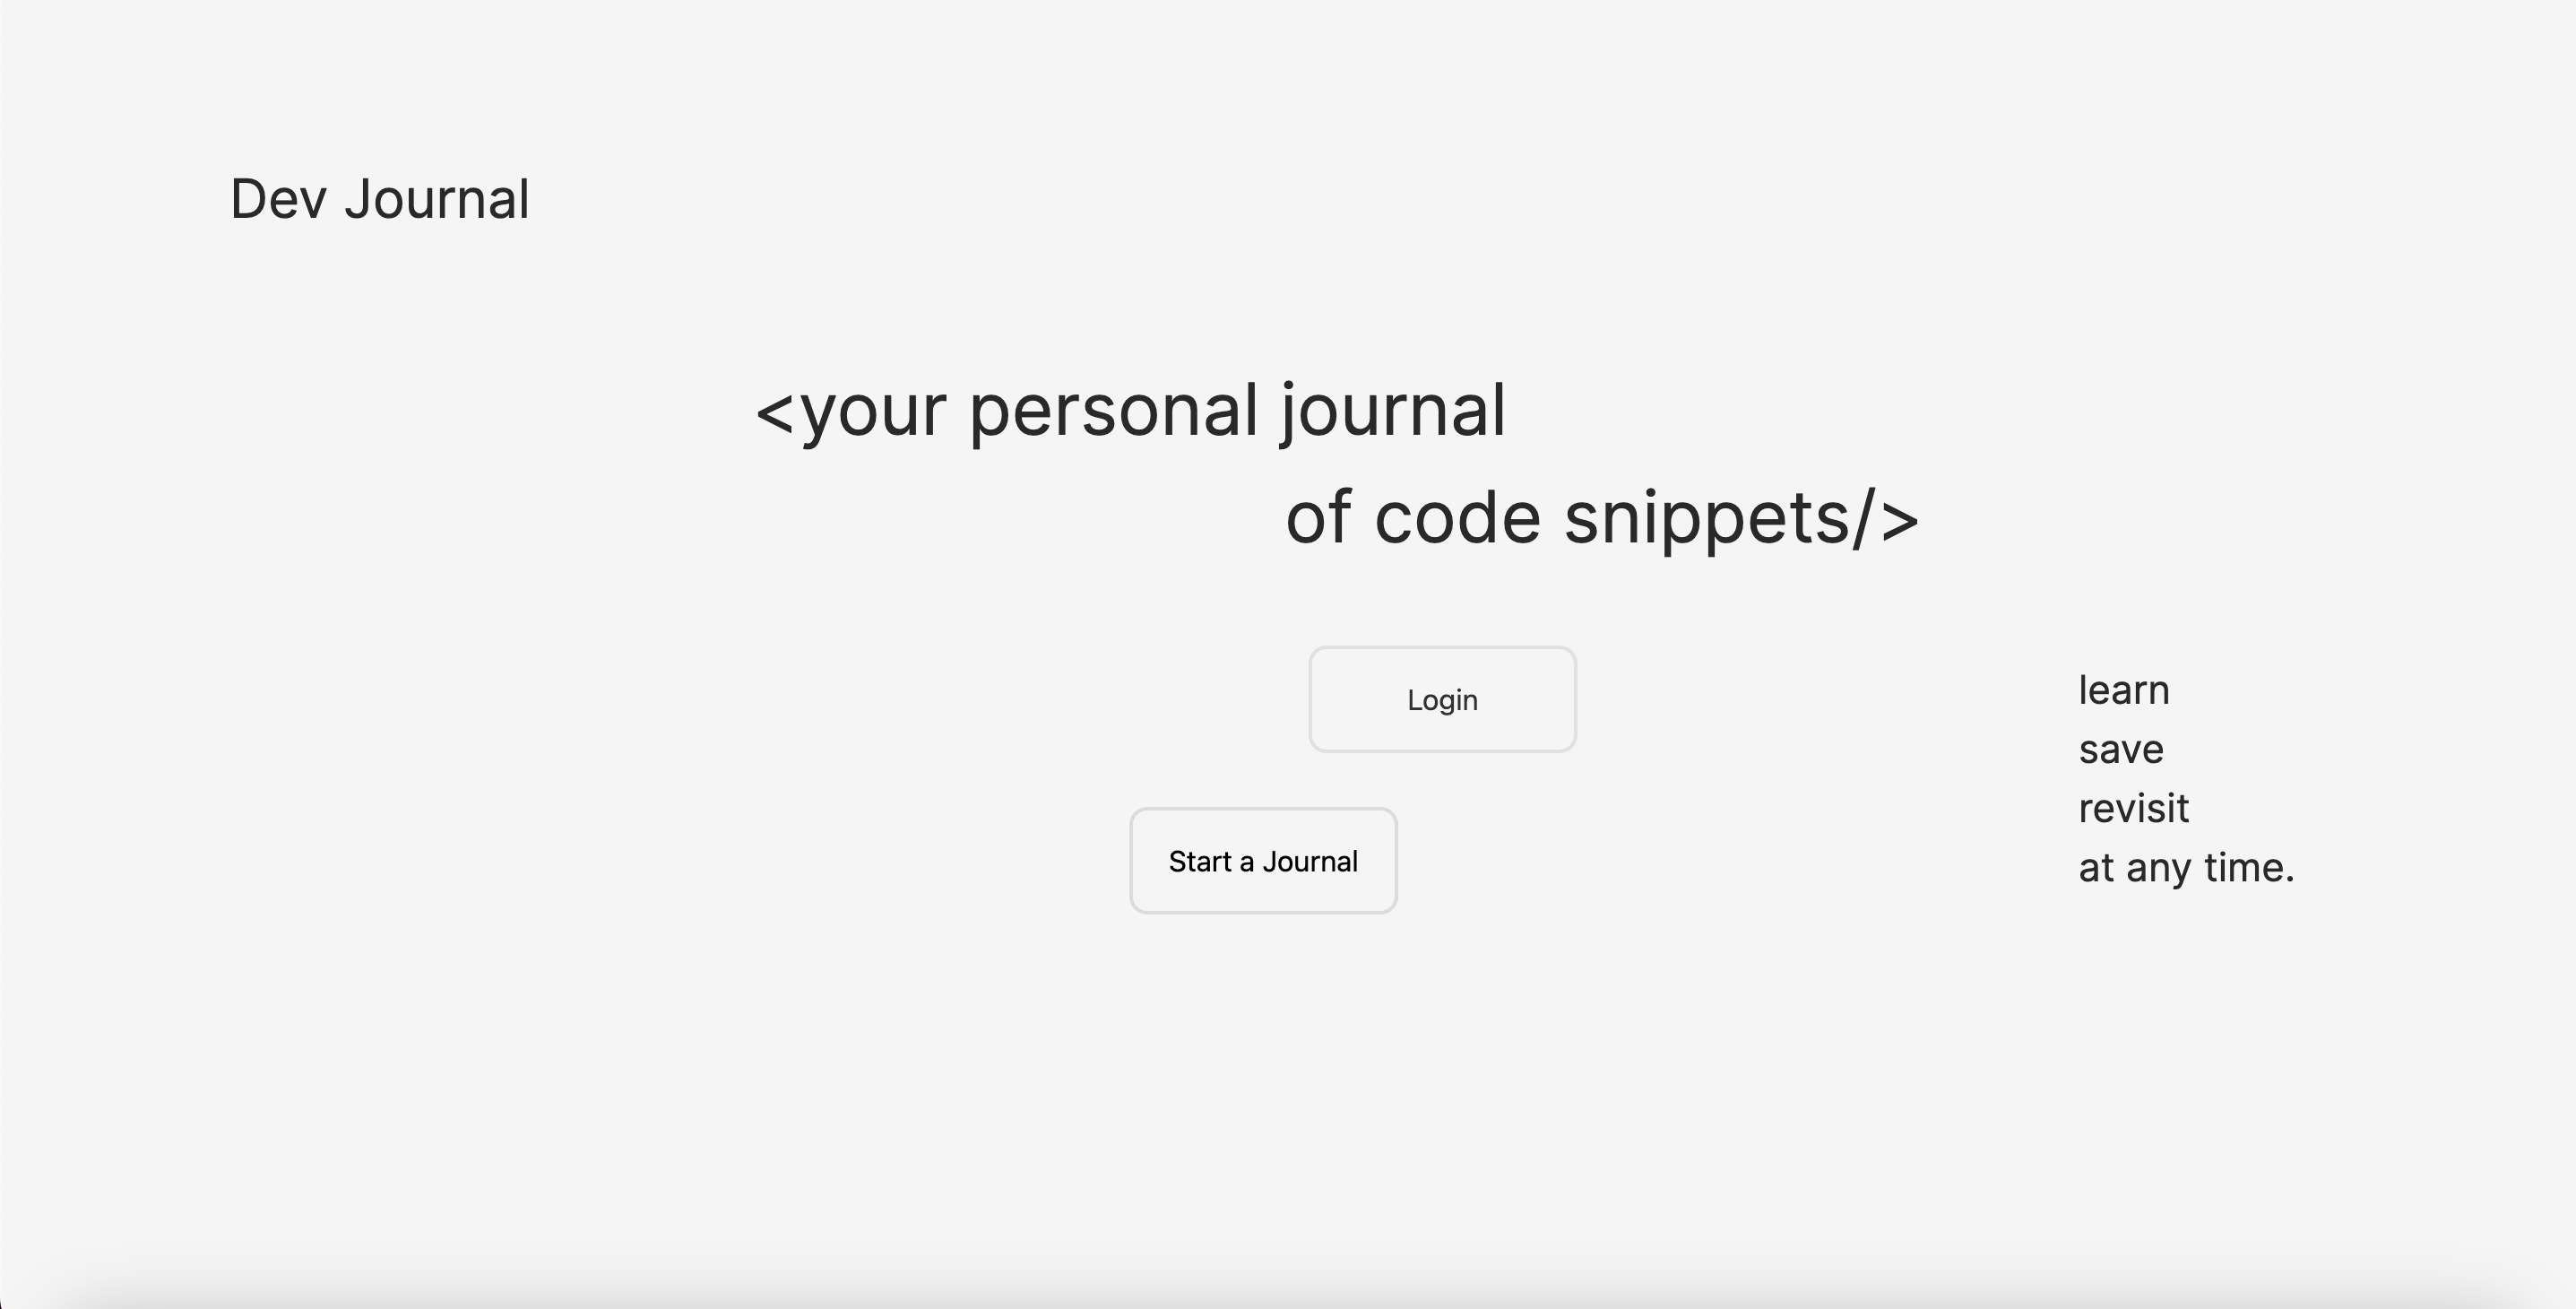 Dev Journal
<your personal journal
of code snippets/>
Login
Start a Journal
learn
save
revisit
at any time.